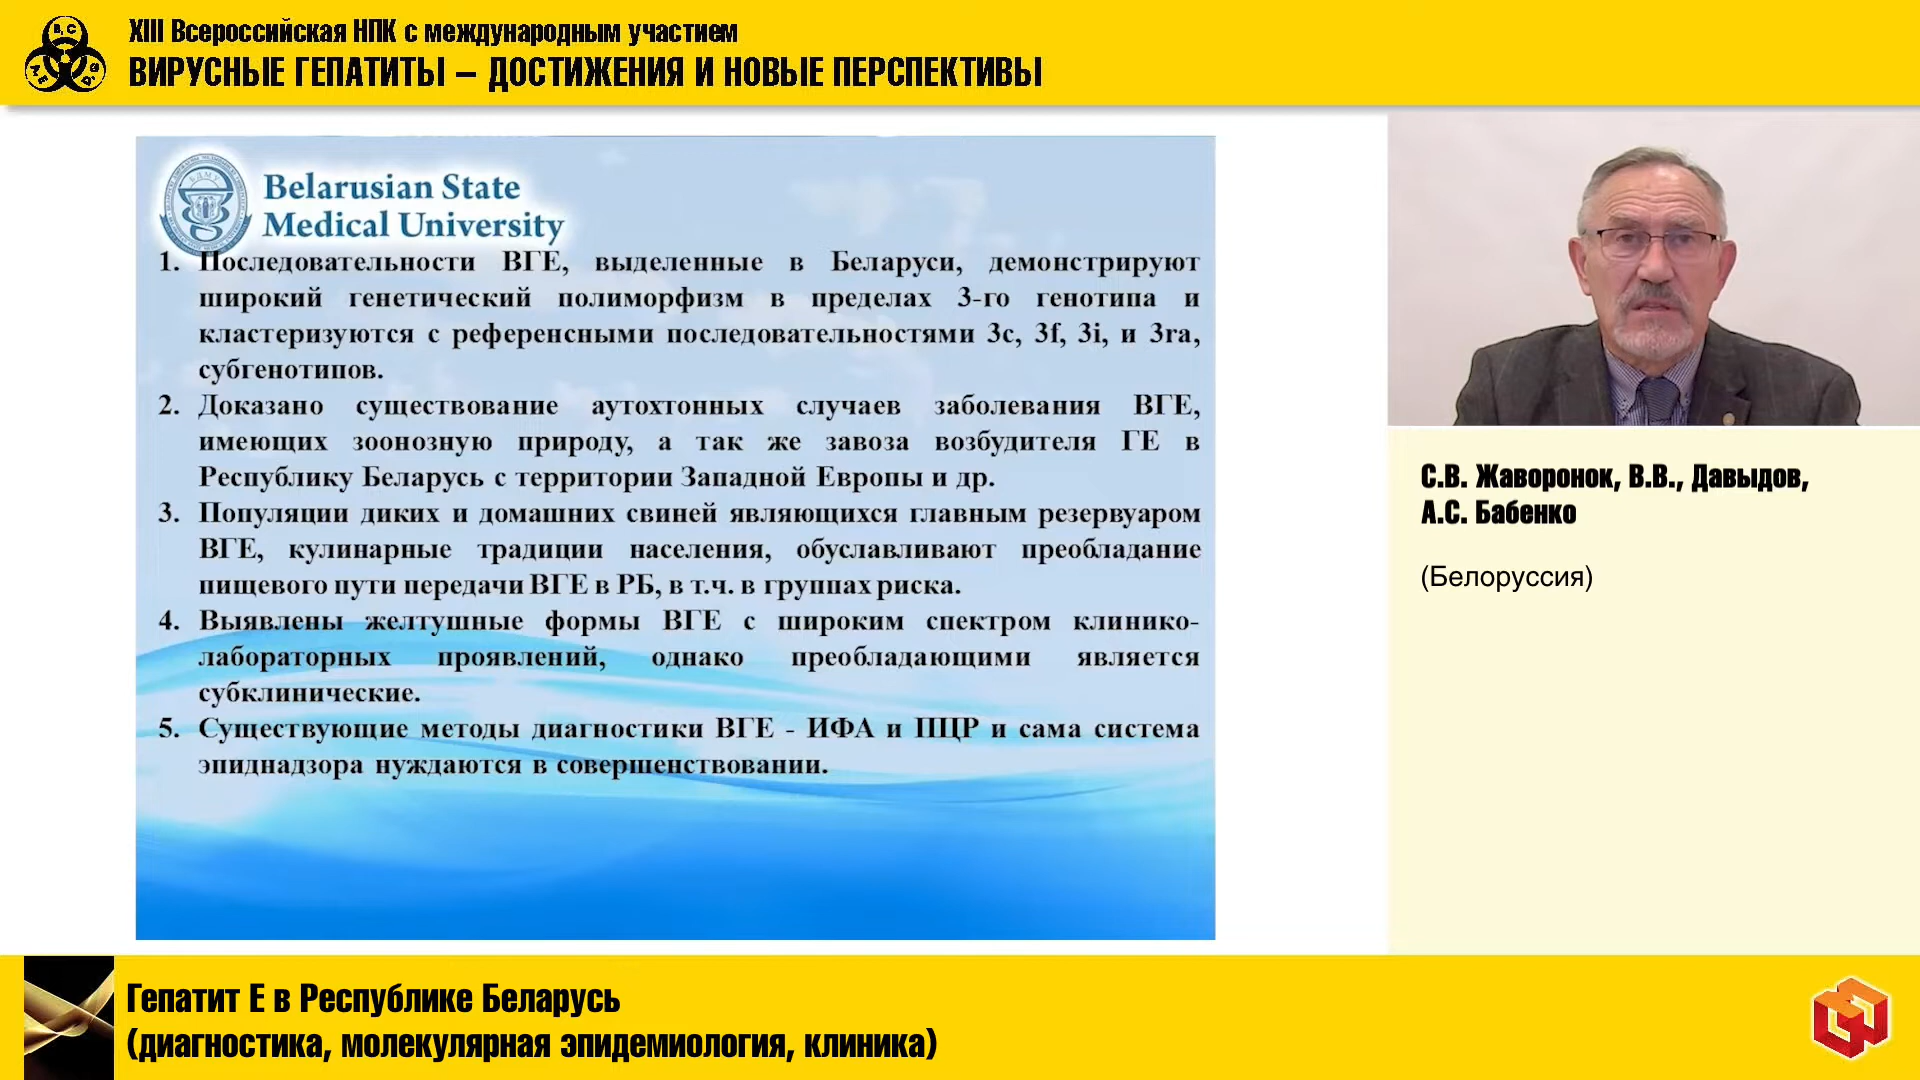 XIII Всероссийская НПК с международным участием
ВИРУСНЫЕ ГЕПАТИТЫ – ДОСТИЖЕНИЯ И НОВЫЕ ПЕРСПЕКТИВЫ
Belarusian State
Medical University
1. Последовательности ВГЕ, выделенные в Беларуси, демонстрируют
широкий генетический полиморфизм в пределах 3-го генотипа и
кластеризуются с референсными последовательностями 3c, 3f, 3i, и 3ra,
субгенотипов.
2. Доказано существование аутохтонных случаев заболевания ВГЕ,
имеющих зоонозную природу, а так же завоза возбудителя ГЕ в
Республику Беларусь с территории Западной Европы и др.
3. Популяции диких и домашних свиней являющихся главным резервуаром
ВГЕ, кулинарные традиции населения, обуславливают преобладание
пищевого пути передачи ВГЕ в РБ, в т.ч. в группах риска.
4. Выявлены желтушные формы ВГЕ с широким спектром клинико-
лабораторных проявлений, однако преобладающими является
субклинические.
5. Существующие методы диагностики ВГЕ - ИФА и ПЦР и сама система
эпиднадзора нуждаются в совершенствовании.
С.В. Жаворонок, В.В., Давыдов,
А.С. Бабенко
(Белоруссия)
Гепатит Е в Республике Беларусь
(диагностика, молекулярная эпидемиология, клиника)